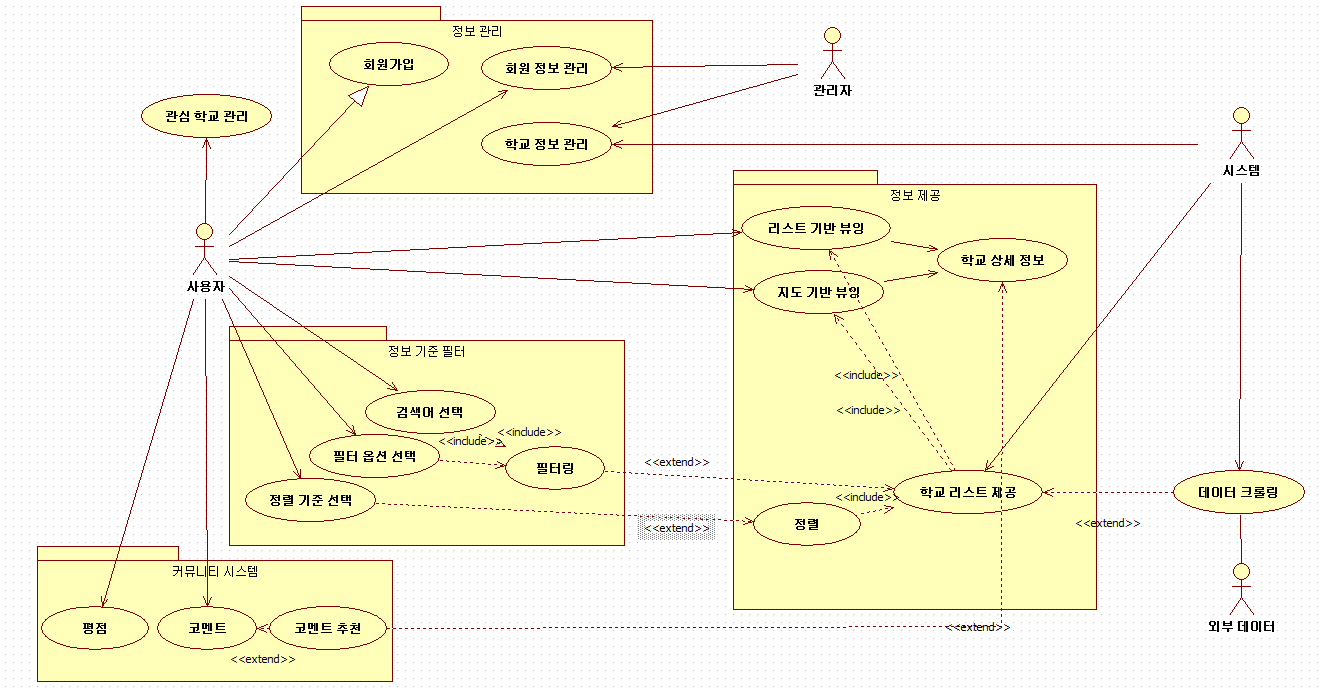 정보 관리
회원가입
회원 정보 관리
관리자
관심 학교 관리
학교 정보 관리
시스템
정보 제공
리스트 기반 뷰잉
학교 상세 정보
사용자
지도 기반 뷰잉
정보 기준 필터
<<include>>
<<include>>
검색어 선택
<<include>>
<<include>>
필터 옵션 선택
필터링
<<extend>>
정렬 기준 선택
<<include>>
학교 리스트 제공
데이터 크롤링
<<extend>>
정렬
<<extend>>
커뮤니티 시스템
평점
코멘트
코멘트 추천
<<extend>>
외부 데이터
<<extend>>